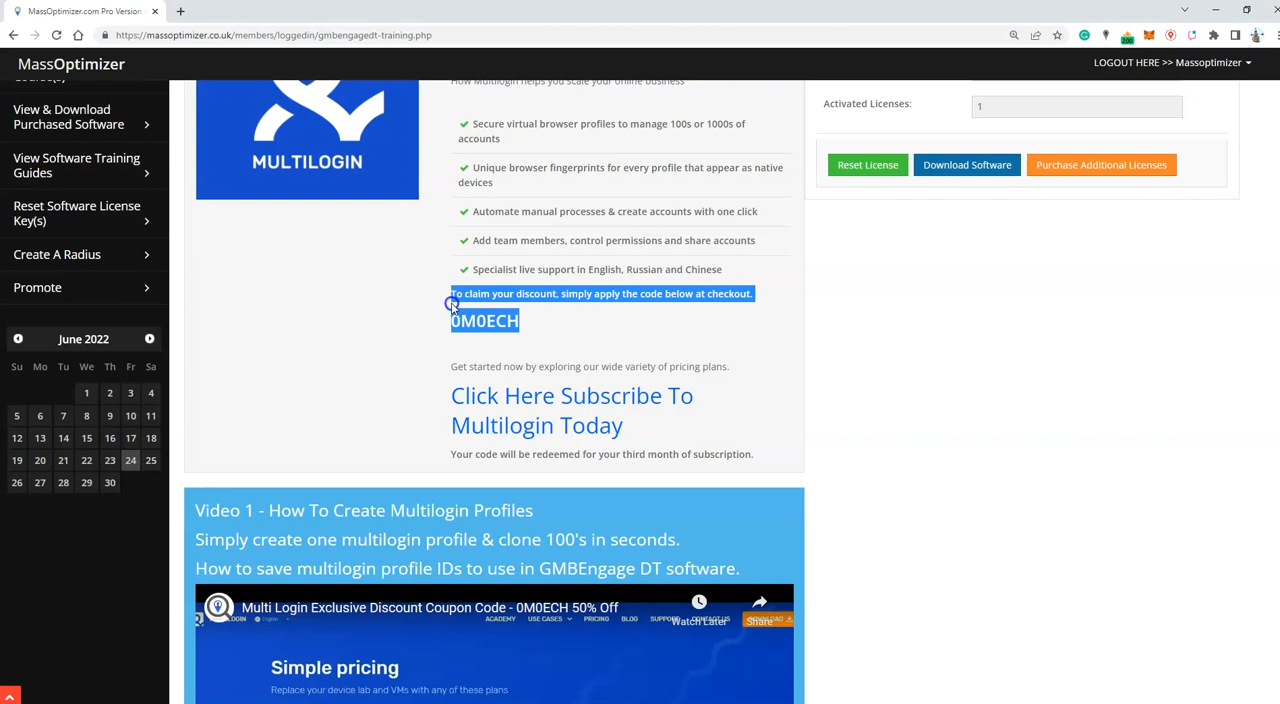 MassOptimizer.com Pro Version
https://massoptimizer.co.uk/members/loggedin/gmbengagedt-training.php
200
MassOptimizer
LOGOUT HERE >> Massoptimizer
View & Download
Purchased Software
View Software Training
Guides
Reset Software License
Key(s)
Create A Radius
Promote
June 2022
Su Mo Tu We Th Fr Sa
1 2 3 4
5 6 7 8 9 10 11
12 13 14 15 16 17 18
19 20 21 22 23 24 25
26 27 28 29 30
MULTILOGIN
How Multilogin helps you scale your online business
Secure virtual browser profiles to manage 100s or 1000s of
accounts
Unique browser fingerprints for every profile that appear as native
devices
Automate manual processes & create accounts with one click
Add team members, control permissions and share accounts
Specialist live support in English, Russian and Chinese
To claim your discount, simply apply the code below at checkout.
0M0ECH
Get started now by exploring our wide variety of pricing plans.
Click Here Subscribe To
Multilogin Today
Your code will be redeemed for your third month of subscription.
Activated Licenses:
1
Reset License
Download Software
Purchase Additional Licenses
Video 1 - How To Create Multilogin Profiles
Simply create one multilogin profile & clone 100's in seconds.
How to save multilogin profile IDs to use in GMBEngage DT software.
Multi Login Exclusive Discount Coupon Code - 0M0ECH 50% Off
Watch Later
Share
English
ACADEMY
USE CASES
PRICING
BLOG
Simple pricing
Replace your device lab and VMs with any of these plans